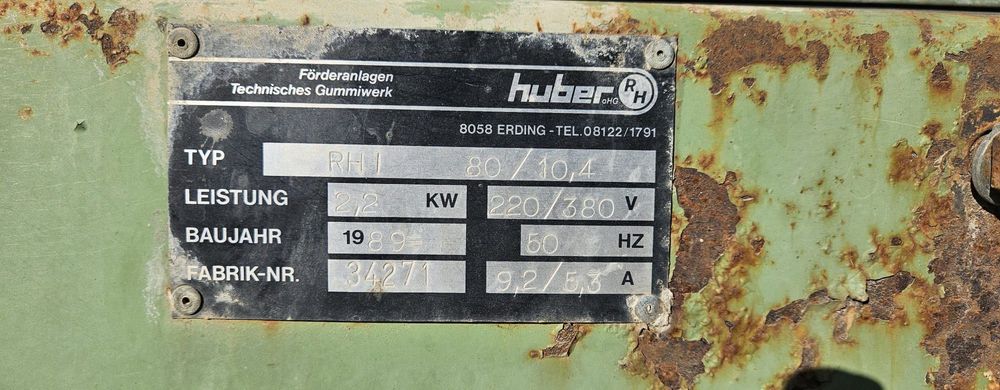 Förderanlagen
Technisches Gummiwerk
huber oHG RH
8058 ERDING - TEL. 08122/1791
TYP RH I 80/10,4
LEISTUNG 2,2 KW 220/380 V
BAUJAHR 1989 50 HZ
FABRIK-NR. 34271 9,2/5,3 A